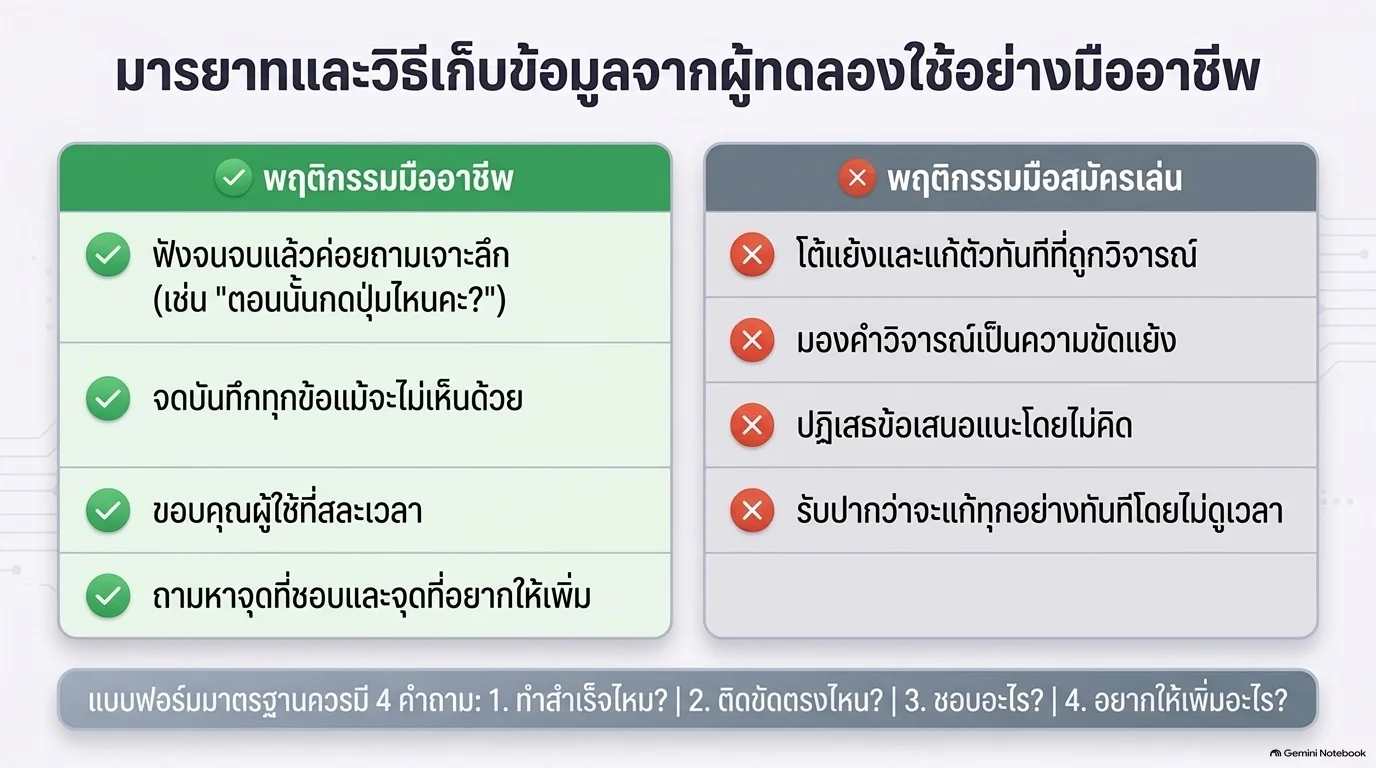 มารยาทและวิธีเก็บข้อมูลจากผู้ทดลองใช้อย่างมืออาชีพ
พฤติกรรมมืออาชีพ
ฟังจนจบแล้วค่อยถามเจาะลึก
(เช่น "ตอนนั้นกดปุ่มไหนคะ?")
จดบันทึกทุกข้อแม้จะไม่เห็นด้วย
ขอบคุณผู้ใช้ที่สละเวลา
ถามหาจุดที่ชอบและจุดที่อยากให้เพิ่ม
พฤติกรรมมือสมัครเล่น
โต้แย้งและแก้ตัวทันทีที่ถูกวิจารณ์
มองคำวิจารณ์เป็นความขัดแย้ง
ปฏิเสธข้อเสนอแนะโดยไม่คิด
รับปากว่าจะแก้ทุกอย่างทันทีโดยไม่ดูเวลา
แบบฟอร์มมาตรฐานควรมี 4 คำถาม: 1. ทำสำเร็จไหม? | 2. ติดขัดตรงไหน? | 3. ชอบอะไร? | 4. อยากให้เพิ่มอะไร?
Gemini Notebook